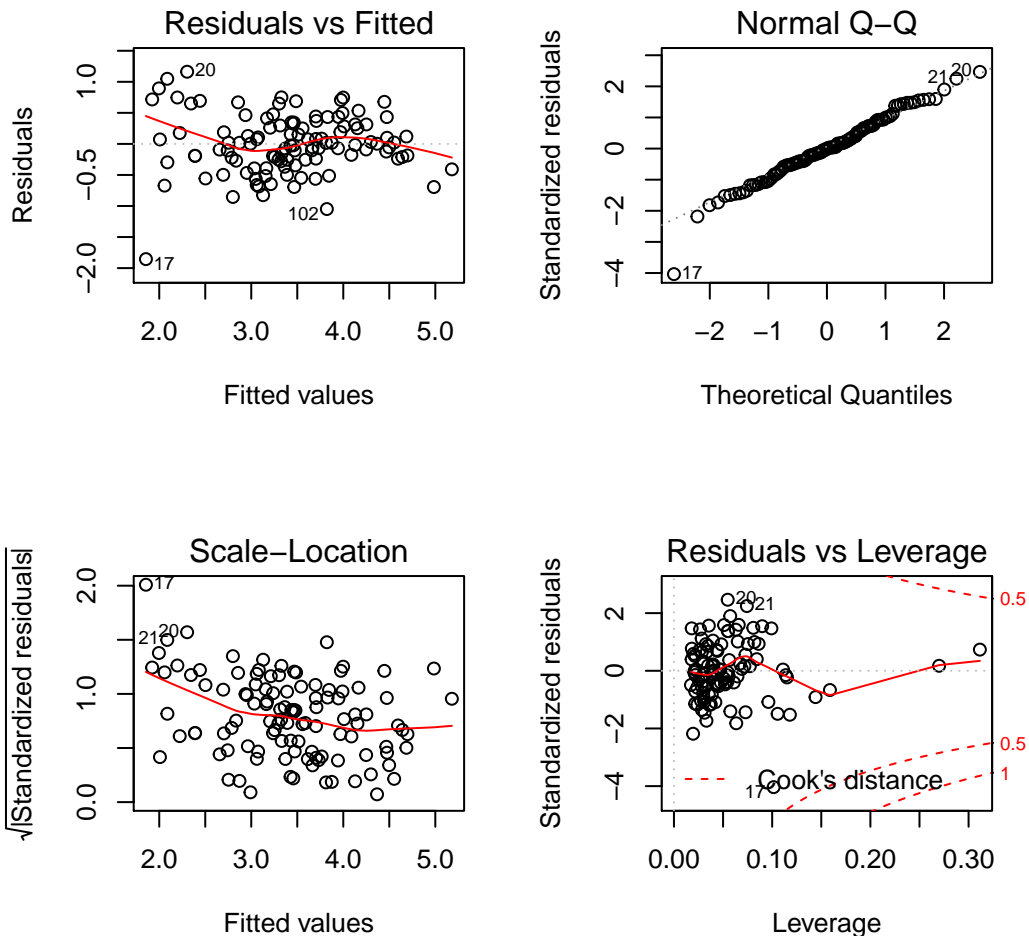 Residuals vs Fitted
Residuals
1.0
−0.5
−2.0
20
102
17
2.0 3.0 4.0 5.0
Fitted values
Normal Q−Q
Standardized residuals
2
0
−2
−4
21 20
17
−2 −1 0 1 2
Theoretical Quantiles
Scale−Location
√|Standardized residuals|
2.0
1.0
0.0
17
21 20
2.0 3.0 4.0 5.0
Fitted values
Residuals vs Leverage
Standardized residuals
2
0
−2
−4
20 21
17
0.5
0.5
1
Cook's distance
0.00 0.10 0.20 0.30
Leverage